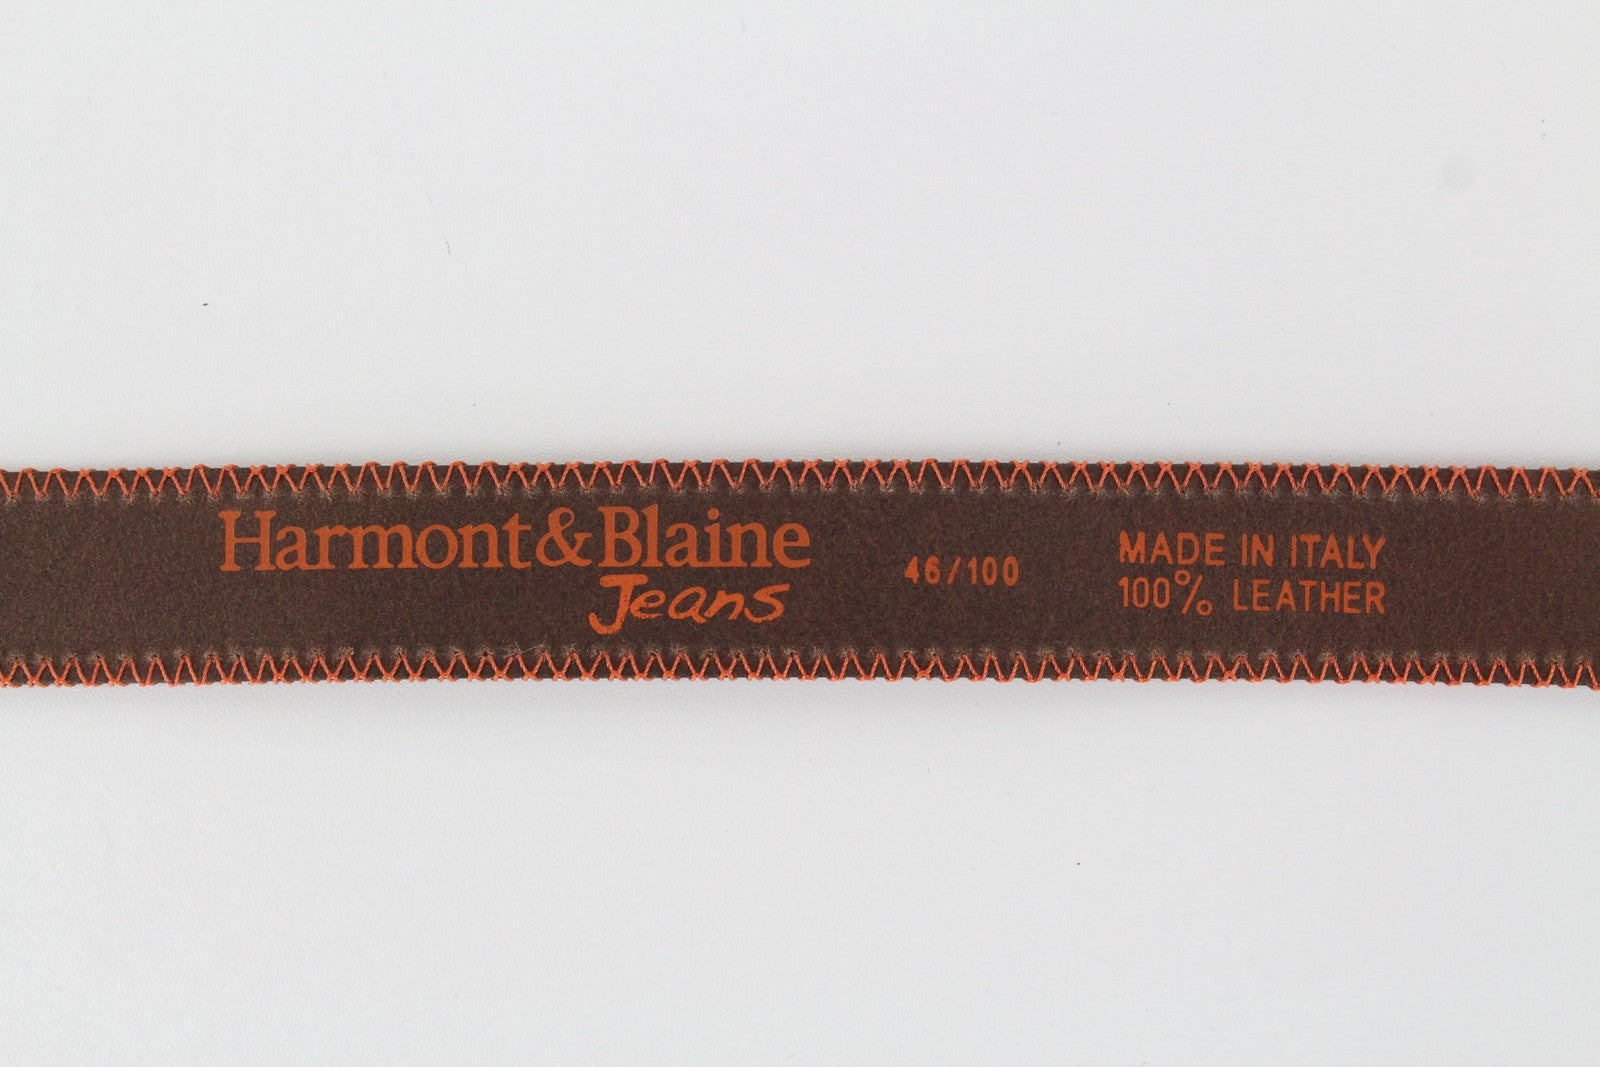 Harmont&Blaine
Jeans
46/100
MADE IN ITALY
100% LEATHER